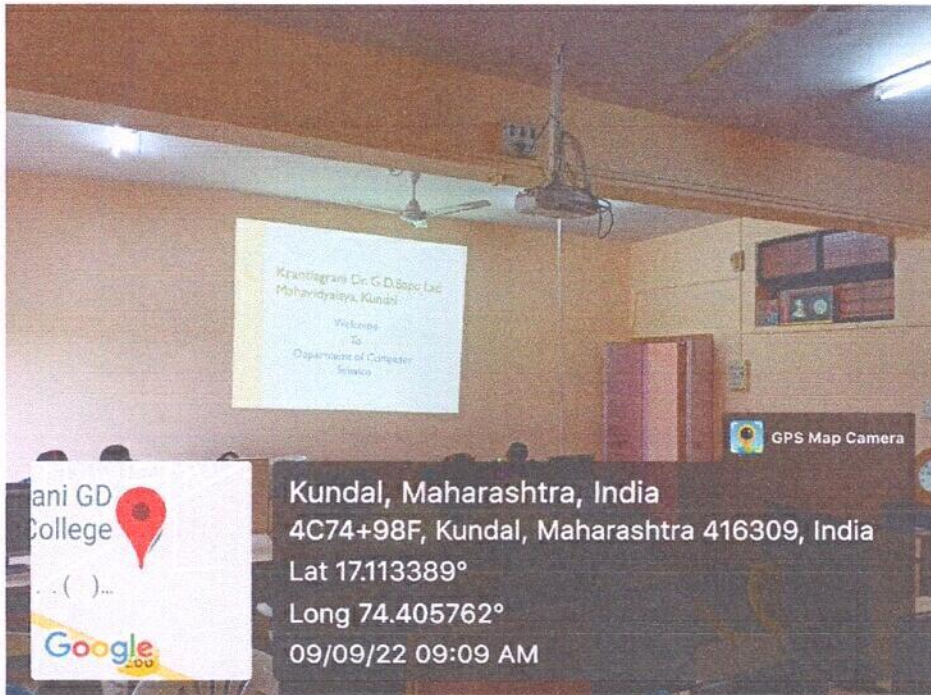 Krantiagrani Dr. G.D.Bapu Lad
Mahavidyalaya, Kundal
Welcome
To
Department of Computer
Science
GPS Map Camera
ani GD
College
. . ( )...
Google
Kundal, Maharashtra, India
4C74+98F, Kundal, Maharashtra 416309, India
Lat 17.113389°
Long 74.405762°
09/09/22 09:09 AM